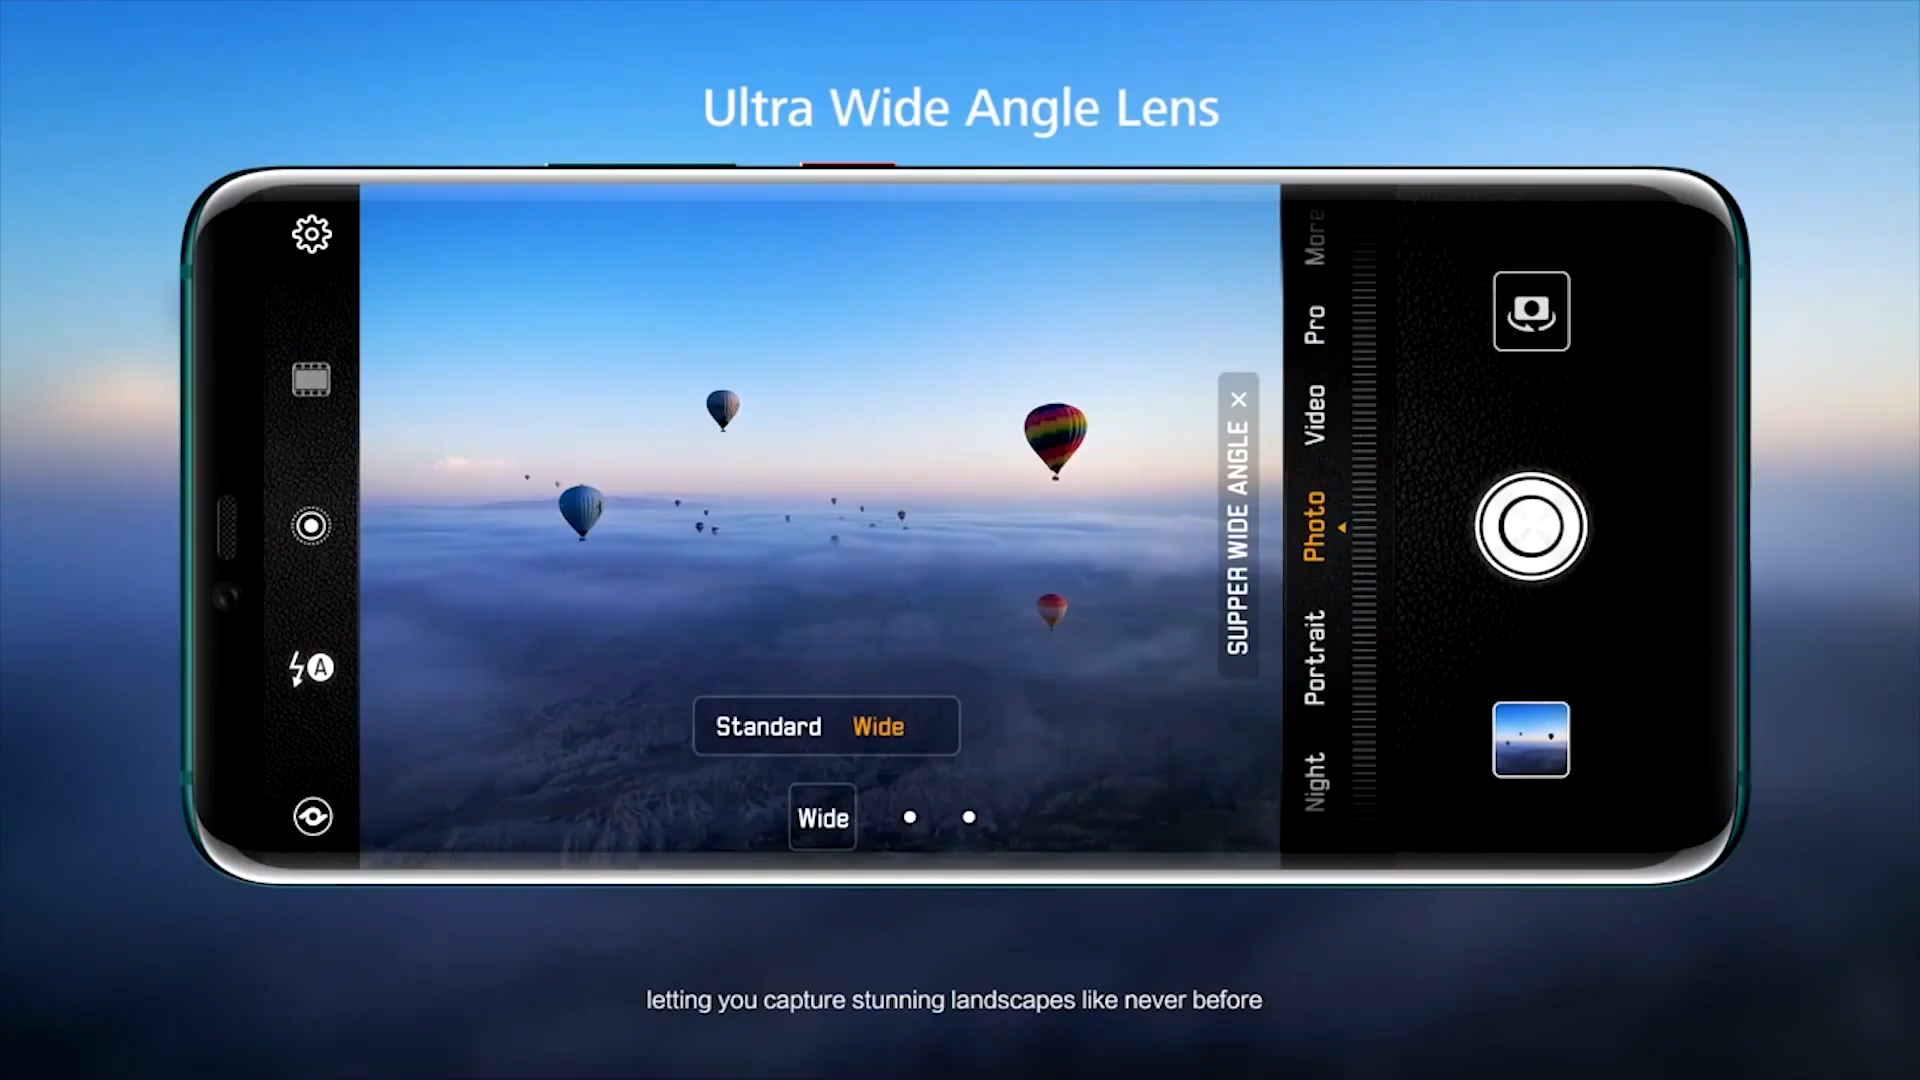 Ultra Wide Angle Lens
SUPPER WIDE ANGLE ×
More
Pro
Video
Photo
Portrait
Night
A
Standard Wide
Wide
letting you capture stunning landscapes like never before